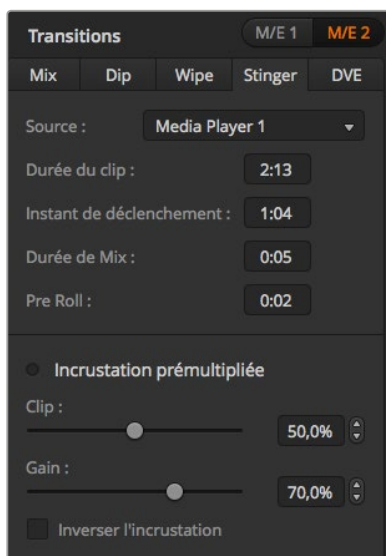 Transitions M/E 1 M/E 2
Mix Dip Wipe Stinger DVE
Source : Media Player 1
Durée du clip : 2:13
Instant de déclenchement : 1:04
Durée de Mix : 0:05
Pre Roll : 0:02
Incrustation prémultipliée
Clip :
50,0%
Gain :
70,0%
Inverser l'incrustation